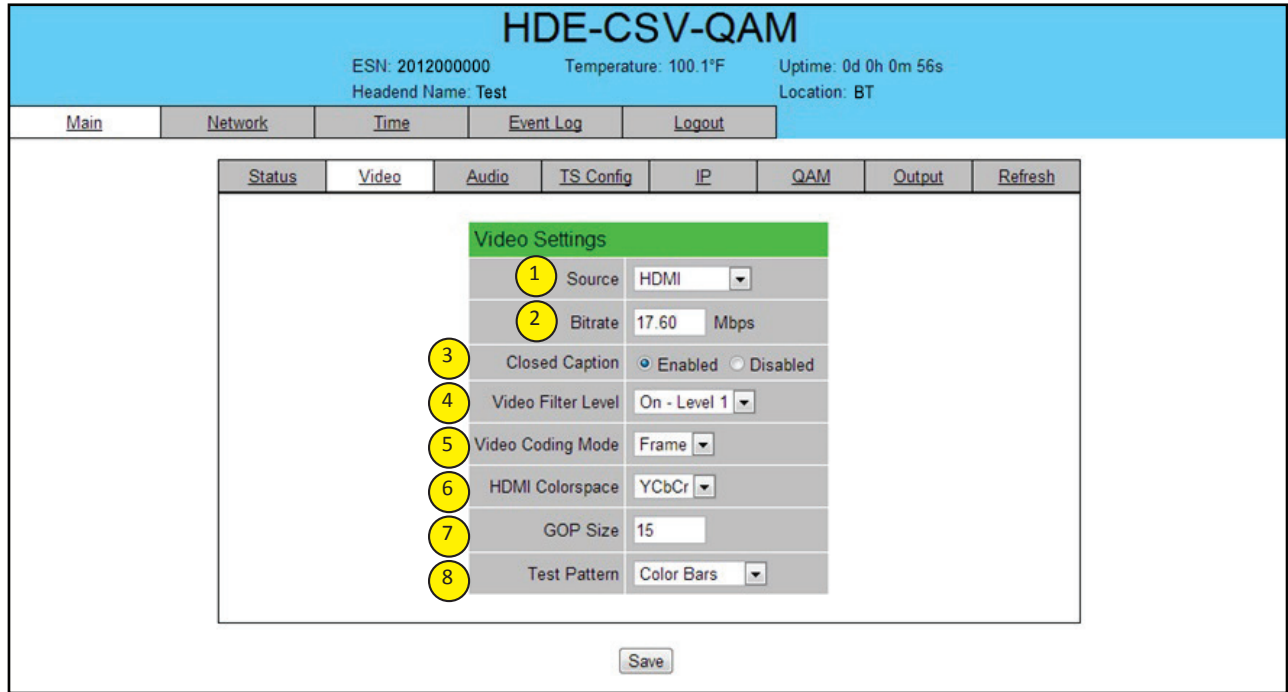 HDE-CSV-QAM
ESN: 2012000000 Temperature: 100.1°F Uptime: 0d 0h 0m 56s
Headend Name: Test Location: BT
Main Network Time Event Log Logout
Status Video Audio TS Config IP QAM Output Refresh
Video Settings
1 Source HDMI
2 Bitrate 17.60 Mbps
3 Closed Caption Enabled Disabled
4 Video Filter Level On - Level 1
5 Video Coding Mode Frame
6 HDMI Colorspace YCbCr
7 GOP Size 15
8 Test Pattern Color Bars
Save